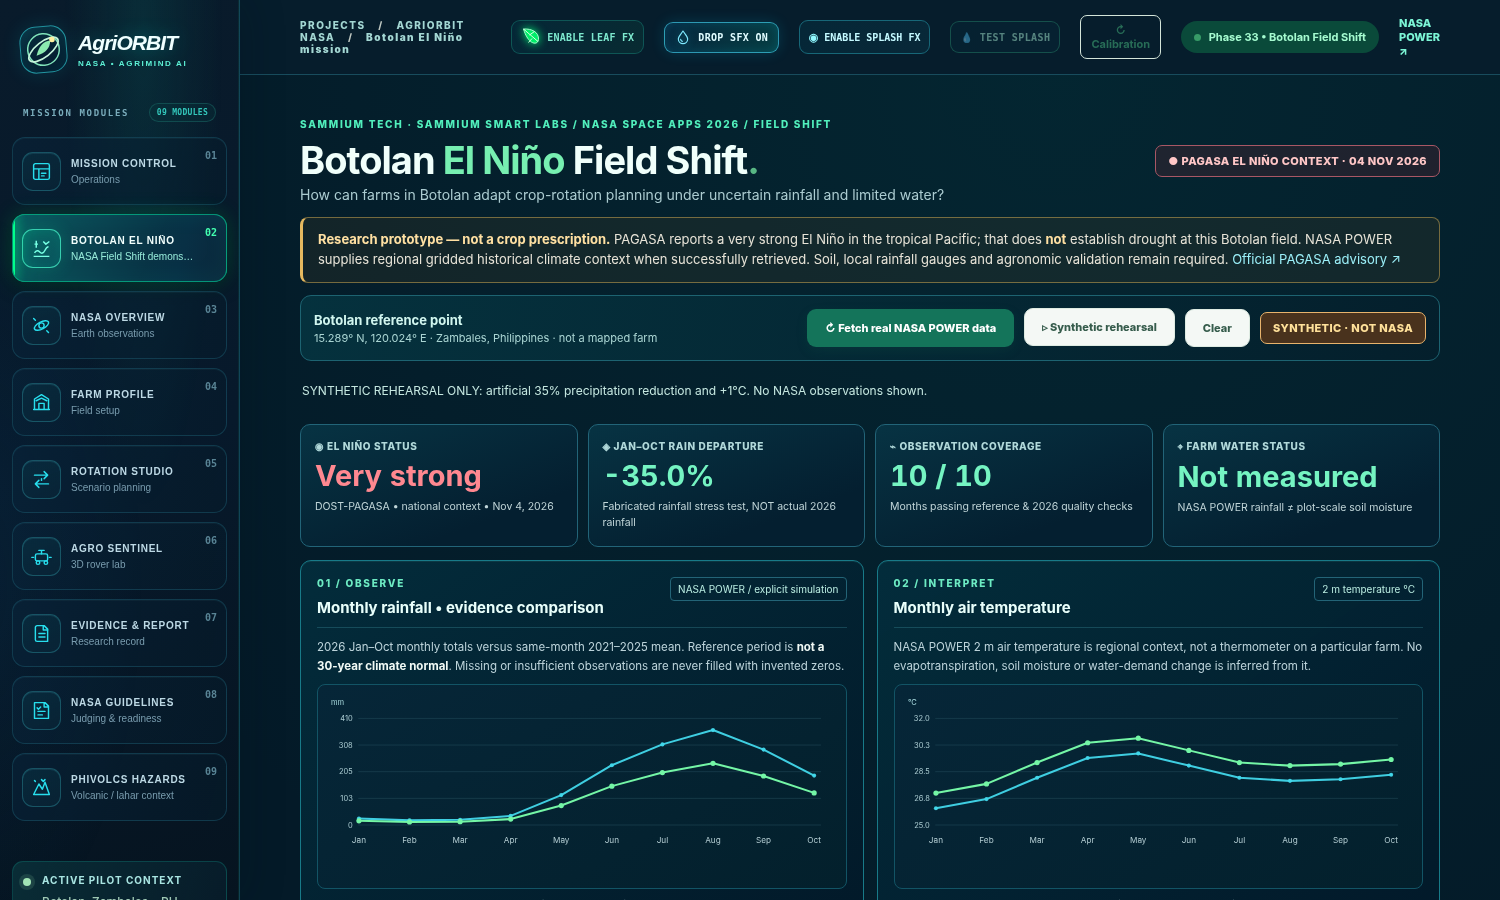 AgriORBIT
NASA • AGRIMIND AI
MISSION MODULES
09 MODULES
MISSION CONTROL
Operations
01
BOTOLAN EL NIÑO
NASA Field Shift demons…
02
NASA OVERVIEW
Earth observations
03
FARM PROFILE
Field setup
04
ROTATION STUDIO
Scenario planning
05
AGRO SENTINEL
3D rover lab
06
EVIDENCE & REPORT
Research record
07
NASA GUIDELINES
Judging & readiness
08
PHIVOLCS HAZARDS
Volcanic / lahar context
09
ACTIVE PILOT CONTEXT
PROJECTS / AGRIORBIT
NASA / Botolan El Niño
mission
ENABLE LEAF FX
DROP SFX ON
◉ ENABLE SPLASH FX
TEST SPLASH
↻
Calibration
Phase 33 • Botolan Field Shift
NASA
POWER
↗
SAMMIUM TECH · SAMMIUM SMART LABS / NASA SPACE APPS 2026 / FIELD SHIFT
Botolan El Niño Field Shift.
How can farms in Botolan adapt crop-rotation planning under uncertain rainfall and limited water?
● PAGASA EL NIÑO CONTEXT · 04 NOV 2026
Research prototype — not a crop prescription. PAGASA reports a very strong El Niño in the tropical Pacific; that does not establish drought at this Botolan field. NASA POWER
supplies regional gridded historical climate context when successfully retrieved. Soil, local rainfall gauges and agronomic validation remain required. Official PAGASA advisory ↗
Botolan reference point
15.289° N, 120.024° E · Zambales, Philippines · not a mapped farm
↻ Fetch real NASA POWER data
▹ Synthetic rehearsal
Clear
SYNTHETIC · NOT NASA
SYNTHETIC REHEARSAL ONLY: artificial 35% precipitation reduction and +1°C. No NASA observations shown.
◉ EL NIÑO STATUS
Very strong
DOST-PAGASA • national context • Nov 4, 2026
◈ JAN–OCT RAIN DEPARTURE
-35.0%
Fabricated rainfall stress test, NOT actual 2026
rainfall
⌁ OBSERVATION COVERAGE
10 / 10
Months passing reference & 2026 quality checks
⌖ FARM WATER STATUS
Not measured
NASA POWER rainfall ≠ plot-scale soil moisture
01 / OBSERVE
Monthly rainfall • evidence comparison
NASA POWER / explicit simulation
2026 Jan–Oct monthly totals versus same-month 2021–2025 mean. Reference period is not a
30-year climate normal. Missing or insufficient observations are never filled with invented zeros.
mm
410
308
205
103
0
Jan Feb Mar Apr May Jun Jul Aug Sep Oct
02 / INTERPRET
Monthly air temperature
2 m temperature °C
NASA POWER 2 m air temperature is regional context, not a thermometer on a particular farm. No
evapotranspiration, soil moisture or water-demand change is inferred from it.
°C
32.0
30.3
28.5
26.8
25.0
Jan Feb Mar Apr May Jun Jul Aug Sep Oct